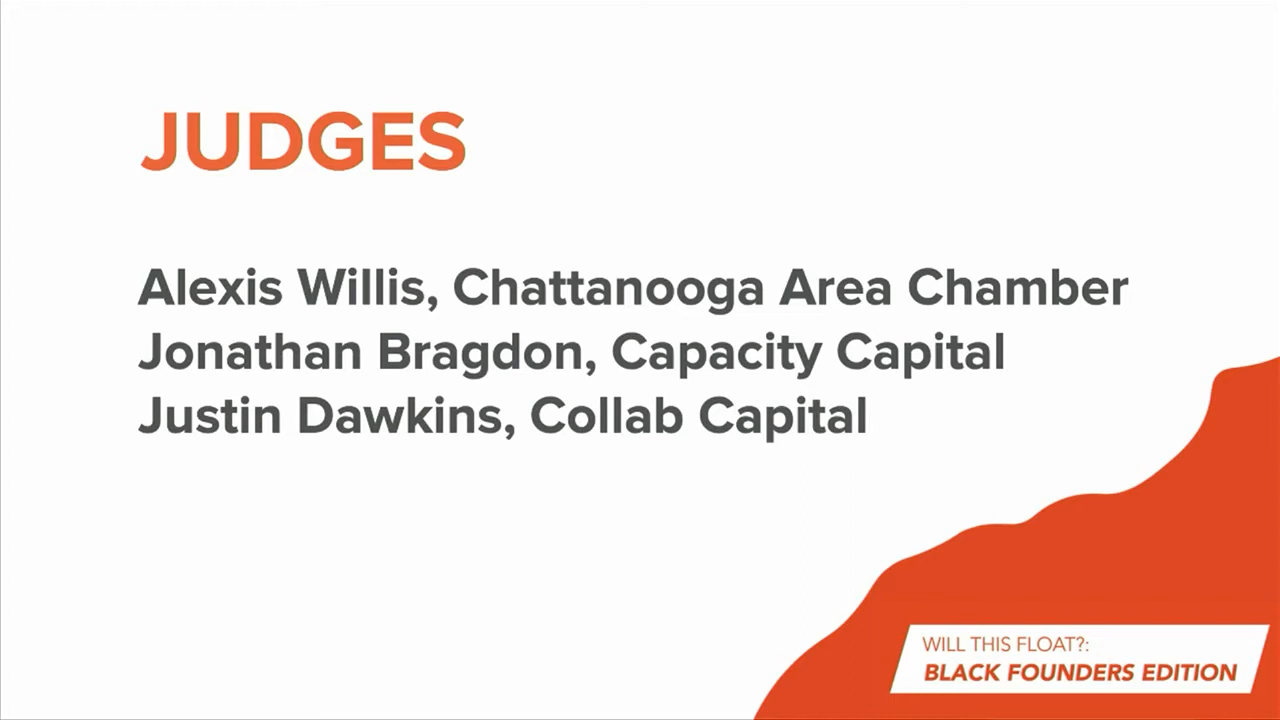 JUDGES
Alexis Willis, Chattanooga Area Chamber
Jonathan Bragdon, Capacity Capital
Justin Dawkins, Collab Capital
WILL THIS FLOAT?:
BLACK FOUNDERS EDITION